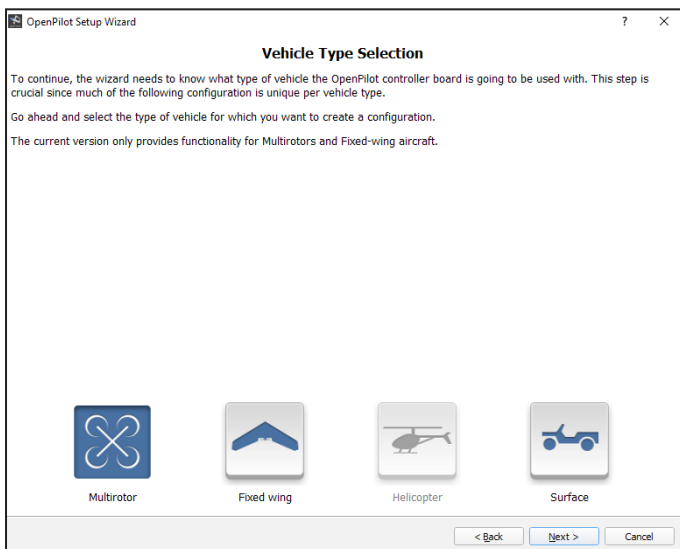 OpenPilot Setup Wizard
?
Vehicle Type Selection
To continue, the wizard needs to know what type of vehicle the OpenPilot controller board is going to be used with. This step is
crucial since much of the following configuration is unique per vehicle type.
Go ahead and select the type of vehicle for which you want to create a configuration.
The current version only provides functionality for Multirotors and Fixed-wing aircraft.
Multirotor
Fixed wing
Helicopter
Surface
< Back
Next >
Cancel